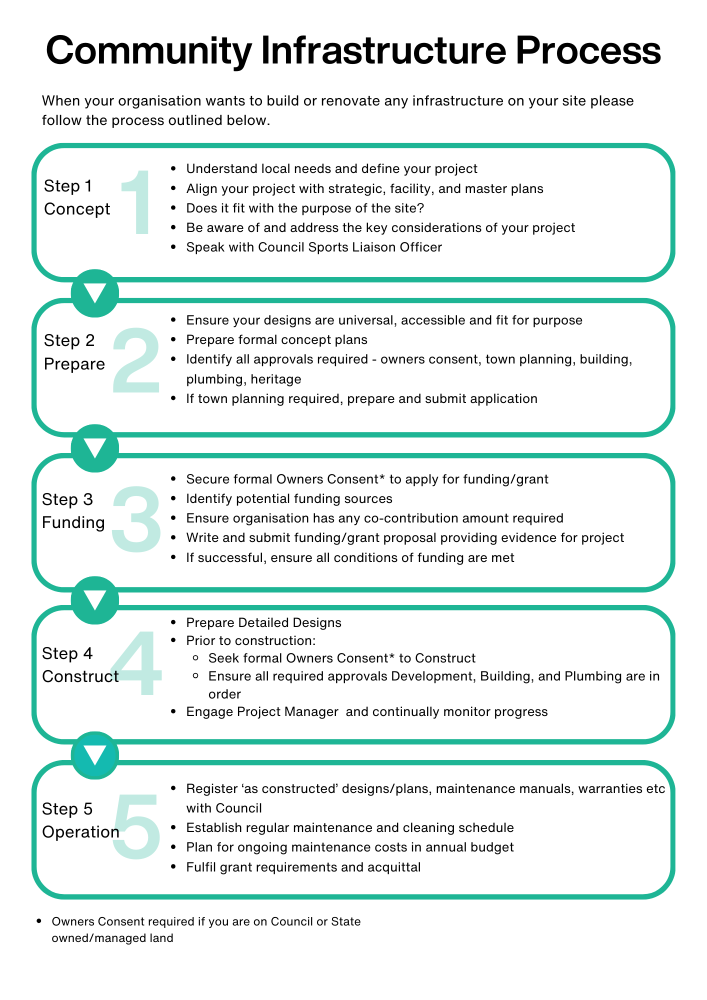 Community Infrastructure Process
When your organisation wants to build or renovate any infrastructure on your site please
follow the process outlined below.
Step 1
Concept
1
• Understand local needs and define your project
• Align your project with strategic, facility, and master plans
• Does it fit with the purpose of the site?
• Be aware of and address the key considerations of your project
• Speak with Council Sports Liaison Officer
Step 2
Prepare
2
• Ensure your designs are universal, accessible and fit for purpose
• Prepare formal concept plans
• Identify all approvals required - owners consent, town planning, building,
plumbing, heritage
• If town planning required, prepare and submit application
Step 3
Funding
3
• Secure formal Owners Consent* to apply for funding/grant
• Identify potential funding sources
• Ensure organisation has any co-contribution amount required
• Write and submit funding/grant proposal providing evidence for project
• If successful, ensure all conditions of funding are met
Step 4
Construct
4
• Prepare Detailed Designs
• Prior to construction:
◦ Seek formal Owners Consent* to Construct
◦ Ensure all required approvals Development, Building, and Plumbing are in
order
• Engage Project Manager  and continually monitor progress
Step 5
Operation
5
• Register ‘as constructed’ designs/plans, maintenance manuals, warranties etc
with Council
• Establish regular maintenance and cleaning schedule
• Plan for ongoing maintenance costs in annual budget
• Fulfil grant requirements and acquittal
• Owners Consent required if you are on Council or State
owned/managed land